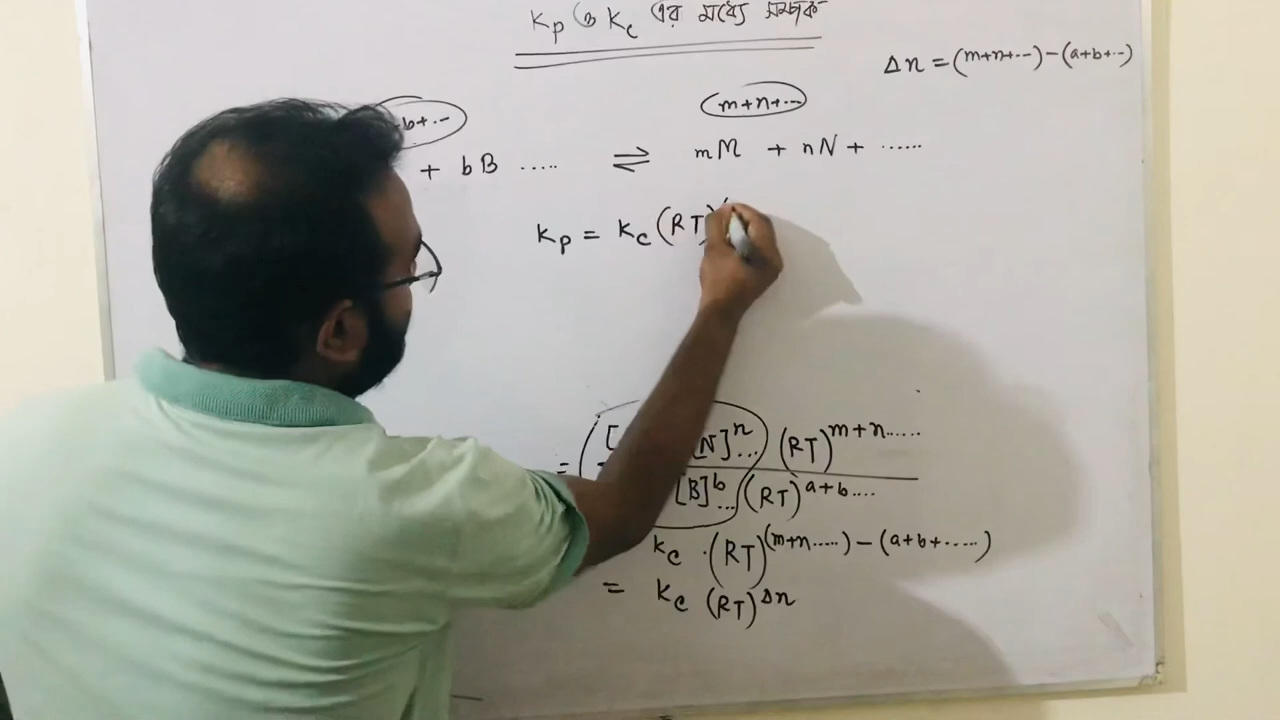 Kp ও Kc এর মধ্যে সম্পর্ক
Δn = (m+n+...) - (a+b+..)
b+...
(m+n+...)
+ bB ..... ⇌ mM + nN + ......
Kp = Kc (RT)
= [N]ⁿ... (RT)^m+n.....
[B]^b... (RT)^a+b....
Kc . (RT)^(m+n.....) - (a+b+.....)
= Kc (RT)^Δn